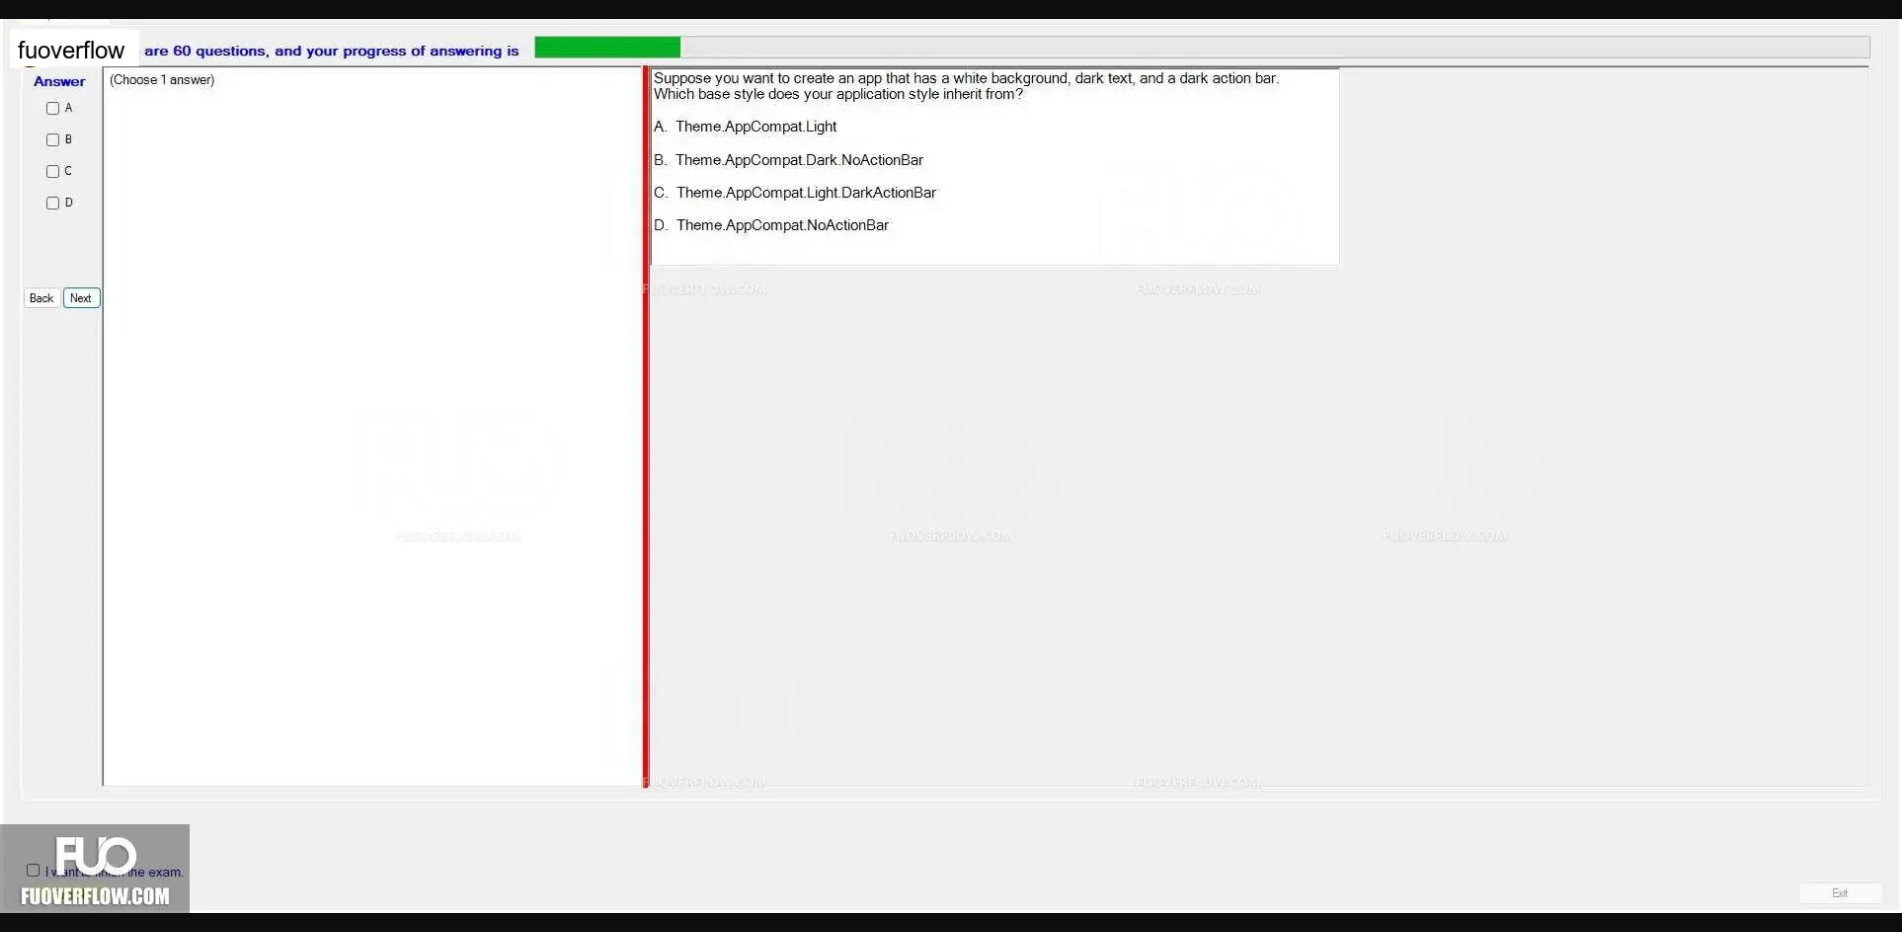 fuoverflow are 60 questions, and your progress of answering is
Answer
(Choose 1 answer)
A
B
C
D
Back Next
Suppose you want to create an app that has a white background, dark text, and a dark action bar.
Which base style does your application style inherit from?
A. Theme.AppCompat.Light
B. Theme.AppCompat.Dark.NoActionBar
C. Theme.AppCompat.Light.DarkActionBar
D. Theme.AppCompat.NoActionBar
FUOVERFLOW.COM FUOVERFLOW.COM
FUOVERFLOW.COM FUOVERFLOW.COM FUOVERFLOW.COM
FUOVERFLOW.COM FUOVERFLOW.COM
FUO
I want to finish the exam.
FUOVERFLOW.COM
Exit